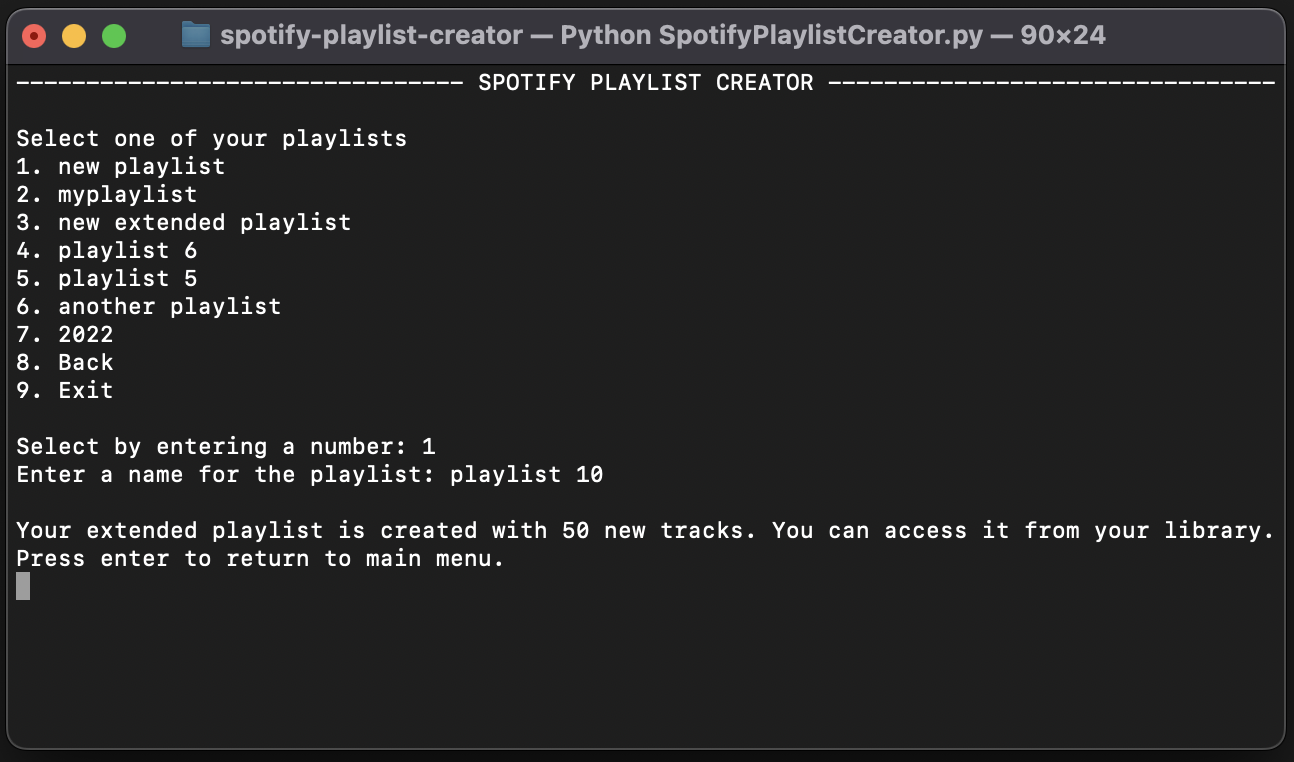 spotify-playlist-creator — Python SpotifyPlaylistCreator.py — 90×24
-------------------------------- SPOTIFY PLAYLIST CREATOR --------------------------------
Select one of your playlists
1. new playlist
2. myplaylist
3. new extended playlist
4. playlist 6
5. playlist 5
6. another playlist
7. 2022
8. Back
9. Exit
Select by entering a number: 1
Enter a name for the playlist: playlist 10
Your extended playlist is created with 50 new tracks. You can access it from your library.
Press enter to return to main menu.